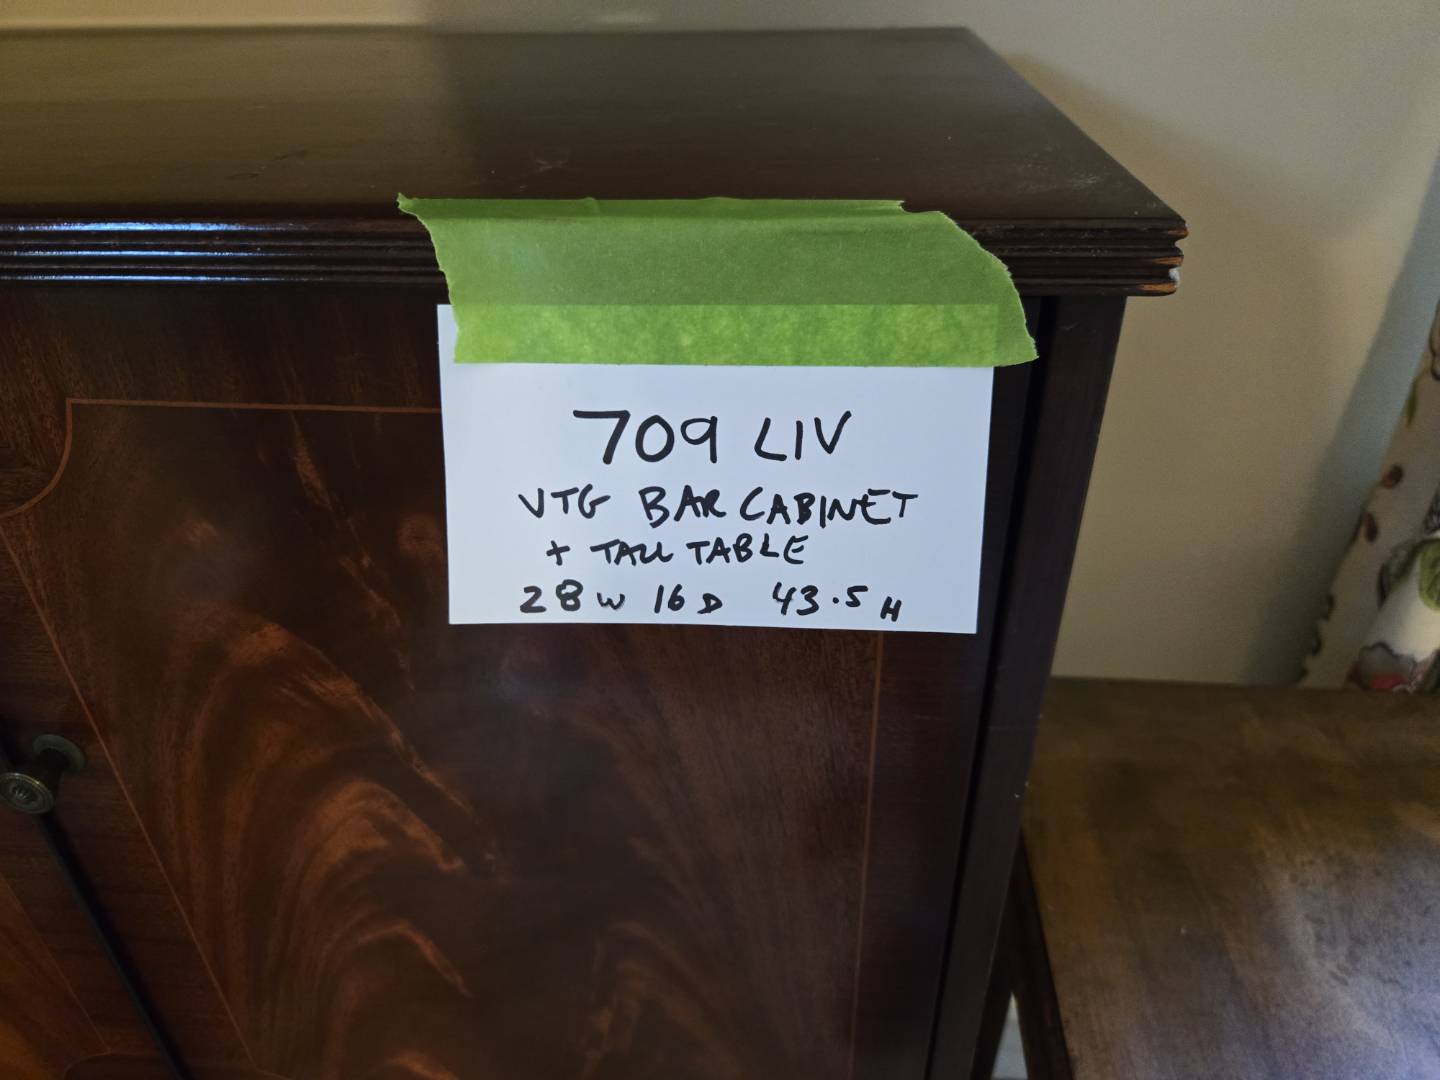 709 LIV
VTG BAR CABINET
+ TALL TABLE
28 W 16 D 43.5 H